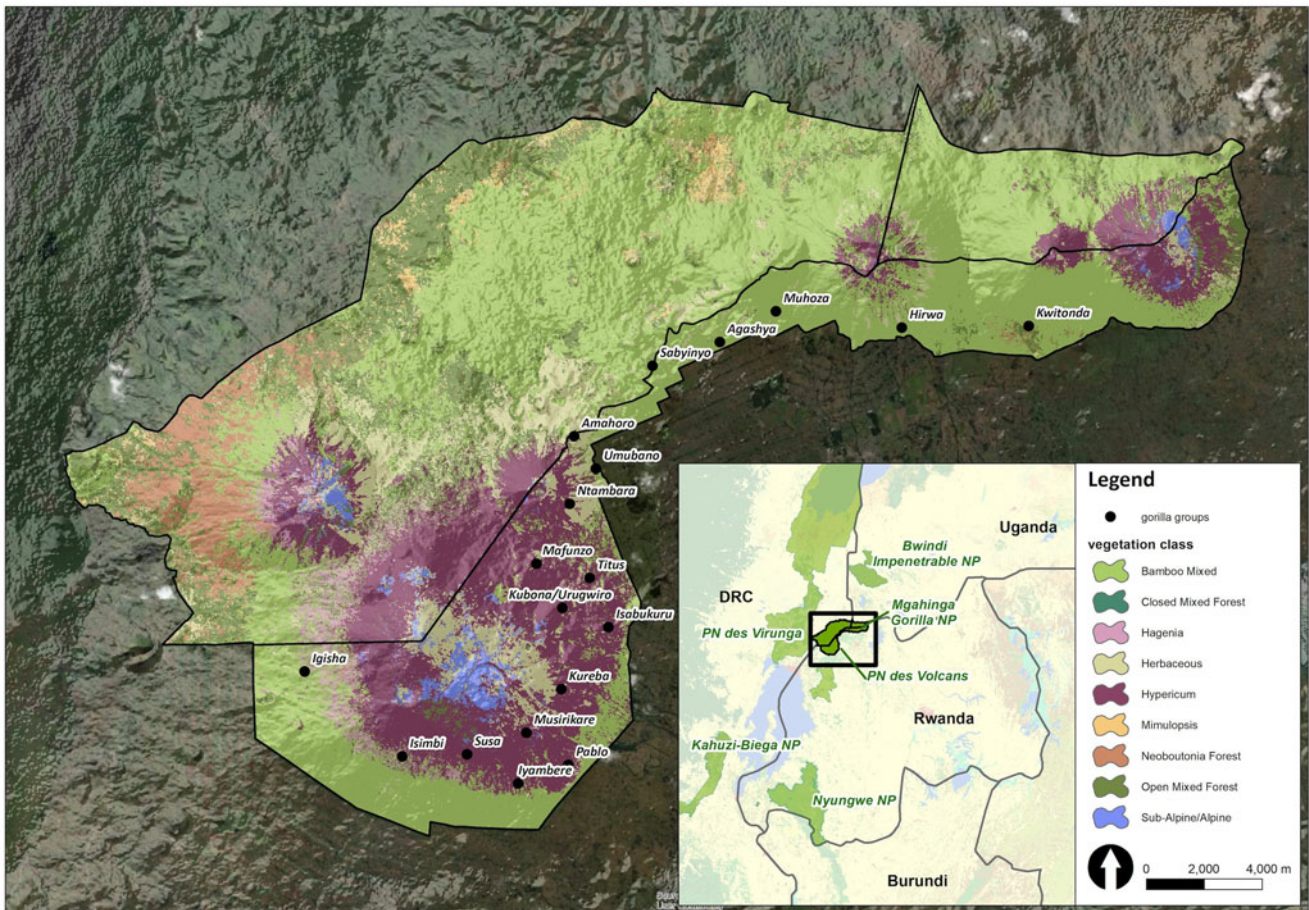 Muhoza
Hirwa
Kwitonda
Agashya
Sabyinyo
Amahoro
Umubano
Ntambara
Mafunzo
Titus
Kubona/Urugwiro
Isabukuru
Igisha
Kureba
Musirikare
Isimbi
Susa
Pablo
Iyambere
Uganda
Bwindi
Impenetrable NP
DRC
Mgahinga
Gorilla NP
PN des Virunga
PN des Volcans
Rwanda
Kahuzi-Biega NP
Nyungwe NP
Burundi
Legend
gorilla groups
vegetation class
Bamboo Mixed
Closed Mixed Forest
Hagenia
Herbaceous
Hypericum
Mimulopsis
Neoboutonia Forest
Open Mixed Forest
Sub-Alpine/Alpine
0 2,000 4,000 m